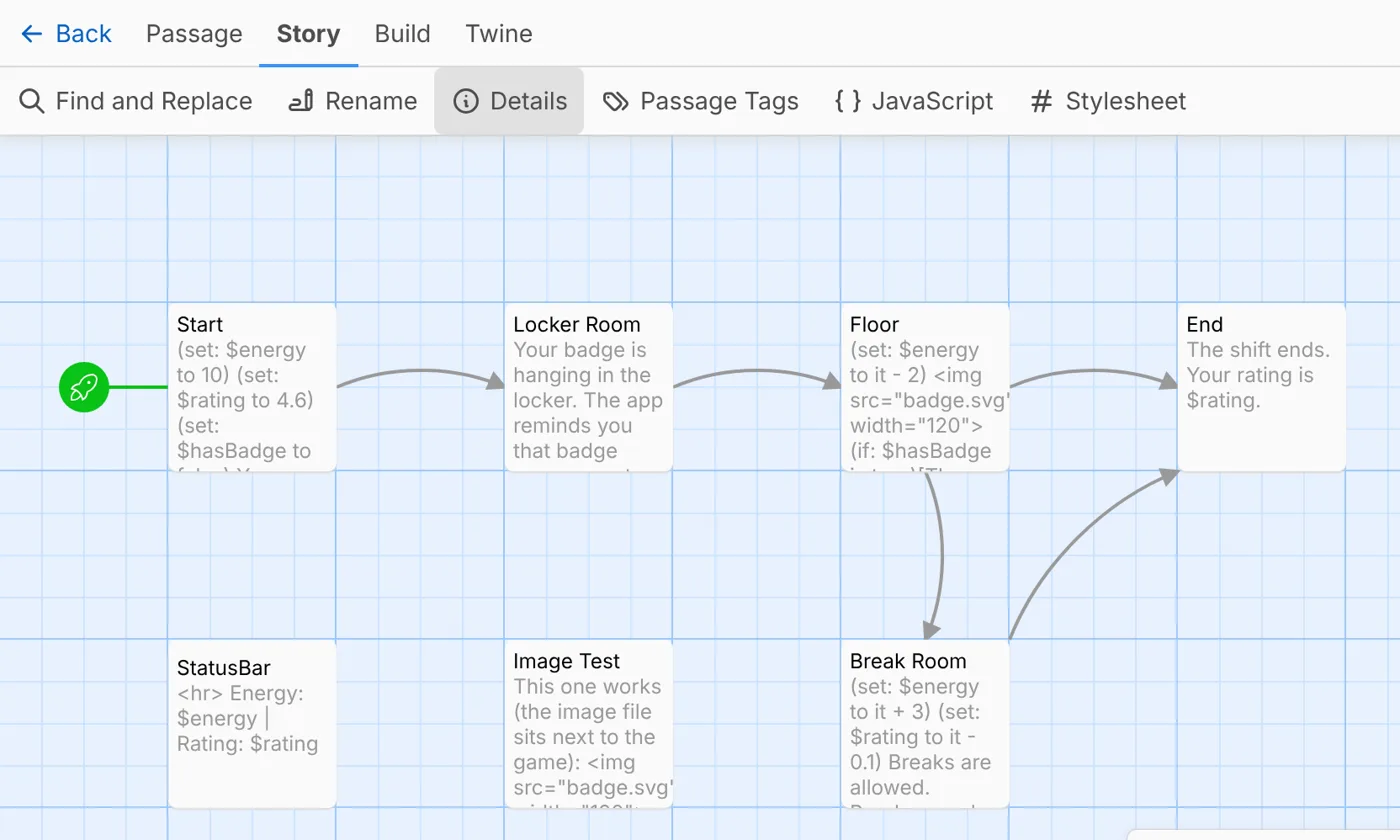 Back Passage Story Build Twine
Find and Replace Rename Details Passage Tags { } JavaScript # Stylesheet
Start
(set: $energy
to 10) (set:
$rating to 4.6)
(set:
$hasBadge to
Locker Room
Your badge is
hanging in the
locker. The app
reminds you
that badge
Floor
(set: $energy
to it - 2) <img
src="badge.svg"
width="120">
(if: $hasBadge
End
The shift ends.
Your rating is
$rating.
StatusBar
<hr> Energy:
$energy |
Rating: $rating
Image Test
This one works
(the image file
sits next to the
game): <img
src="badge.svg"
Break Room
(set: $energy
to it + 3) (set:
$rating to it -
0.1) Breaks are
allowed.